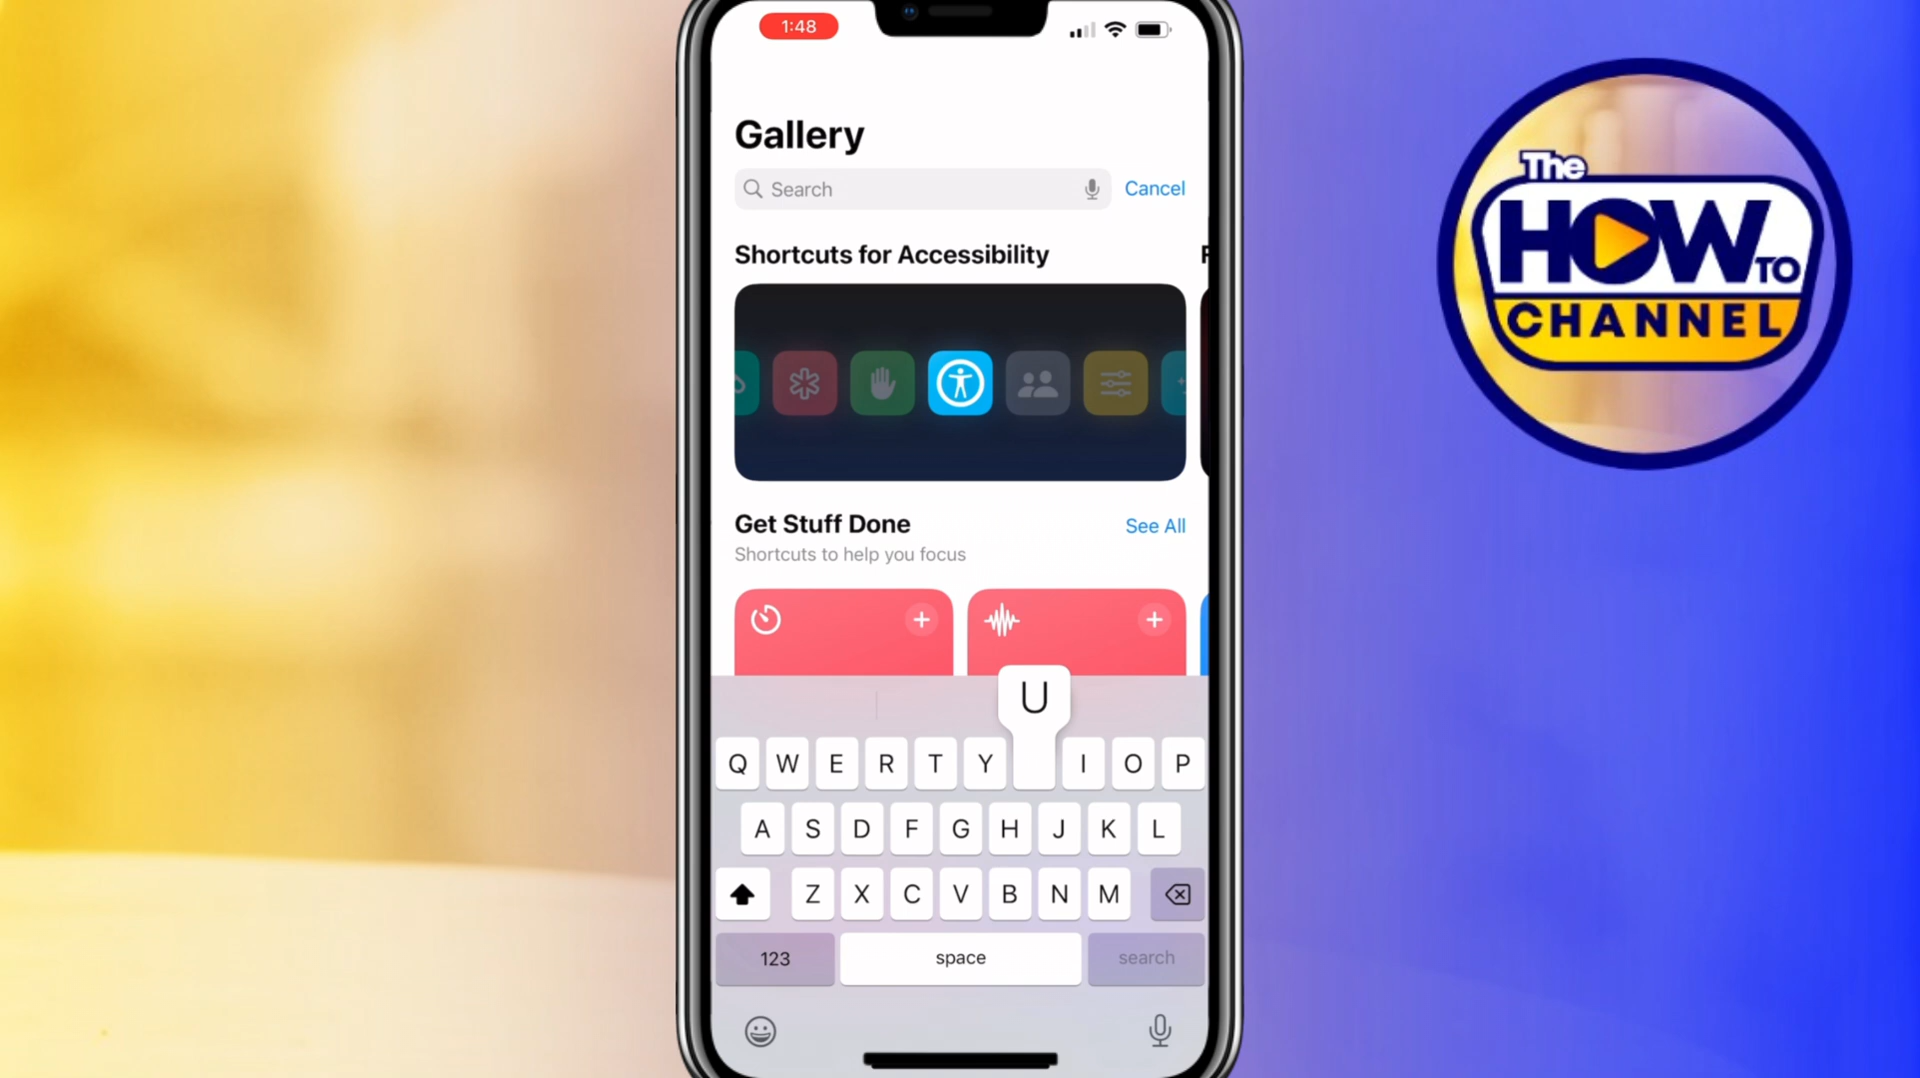 1:48
Gallery
Search
Cancel
Shortcuts for Accessibility
F
Get Stuff Done
See All
Shortcuts to help you focus
U
Q W E R T Y I O P
A S D F G H J K L
Z X C V B N M
123
space
search
The
HOW TO
CHANNEL